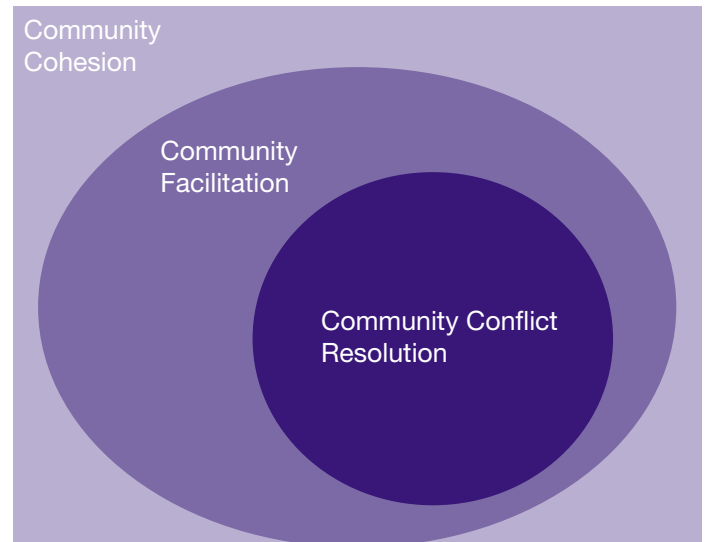 Community
Cohesion
Community
Facilitation
Community Conflict
Resolution